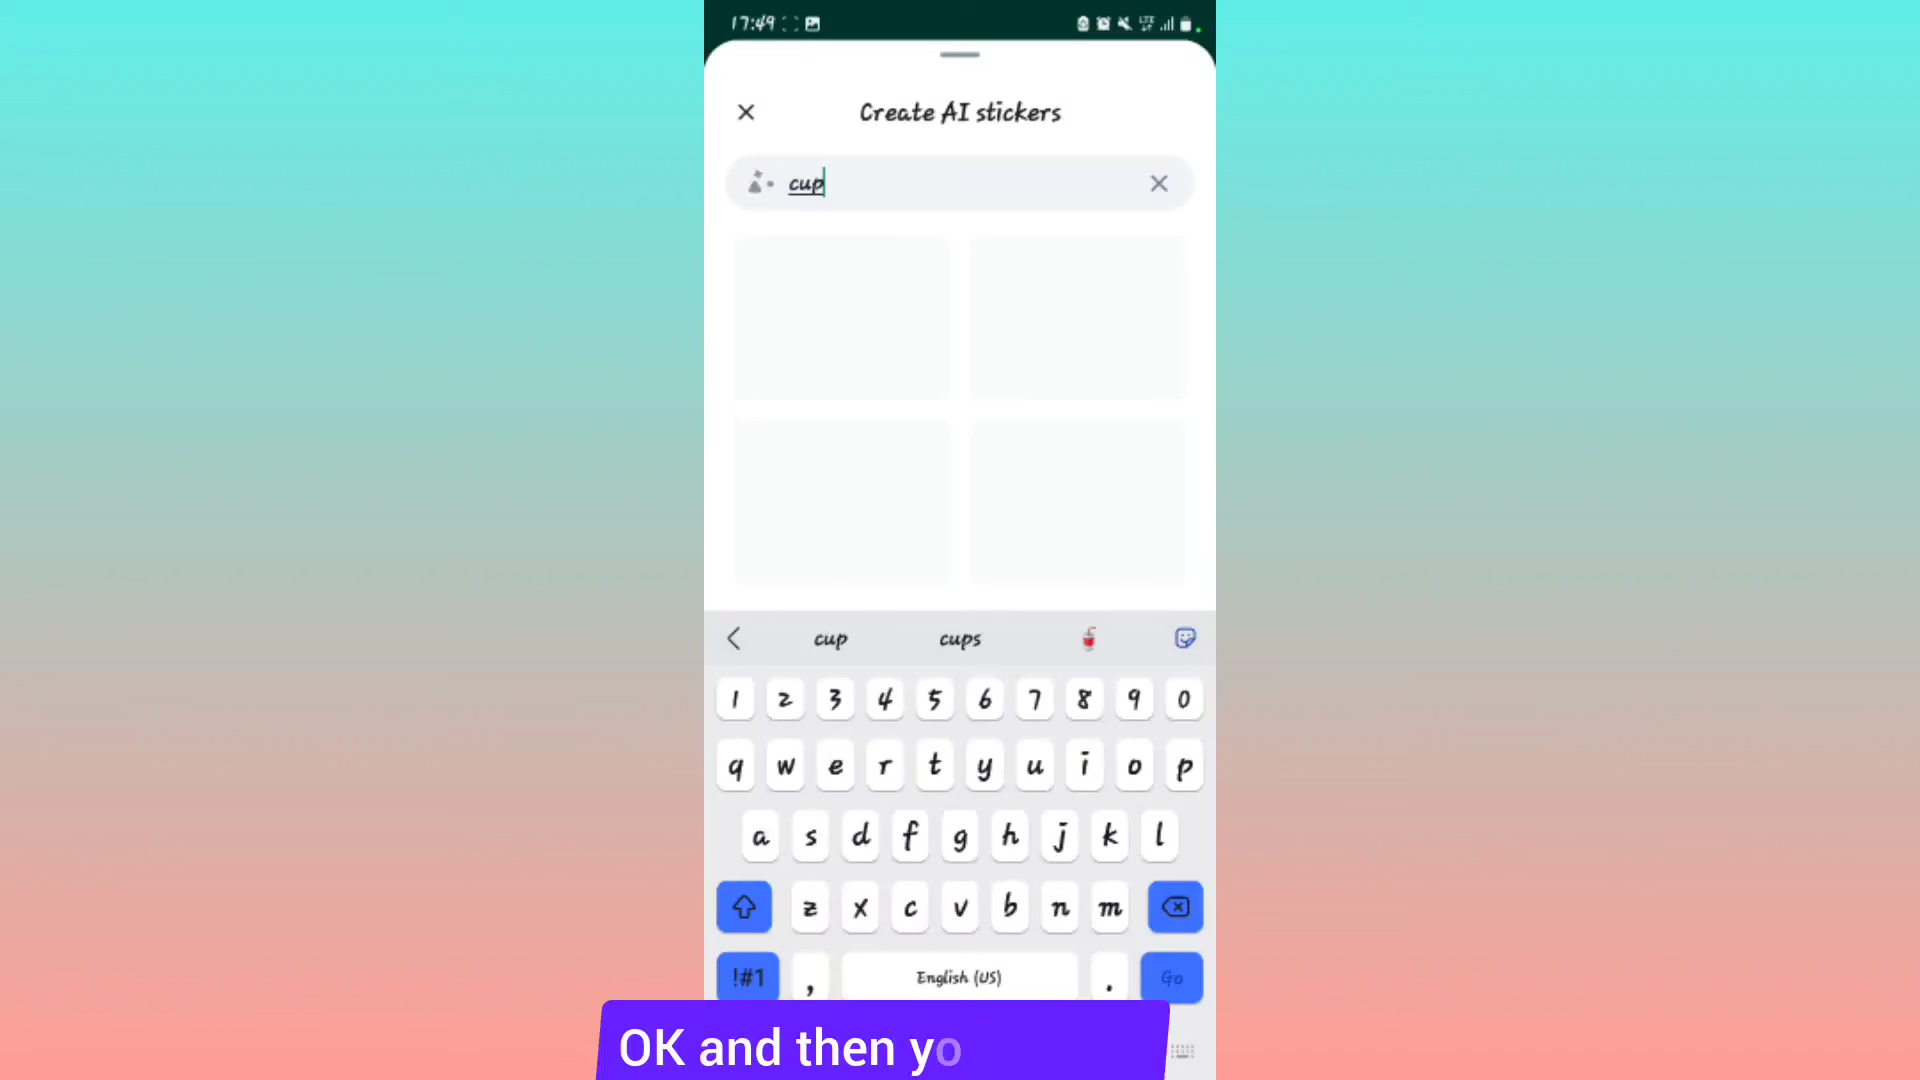 17:49
LTE
Create AI stickers
cup
cup cups
1 2 3 4 5 6 7 8 9 0
q w e r t y u i o p
a s d f g h j k l
z x c v b n m
!#1 , English (US) . Go
OK and then yo